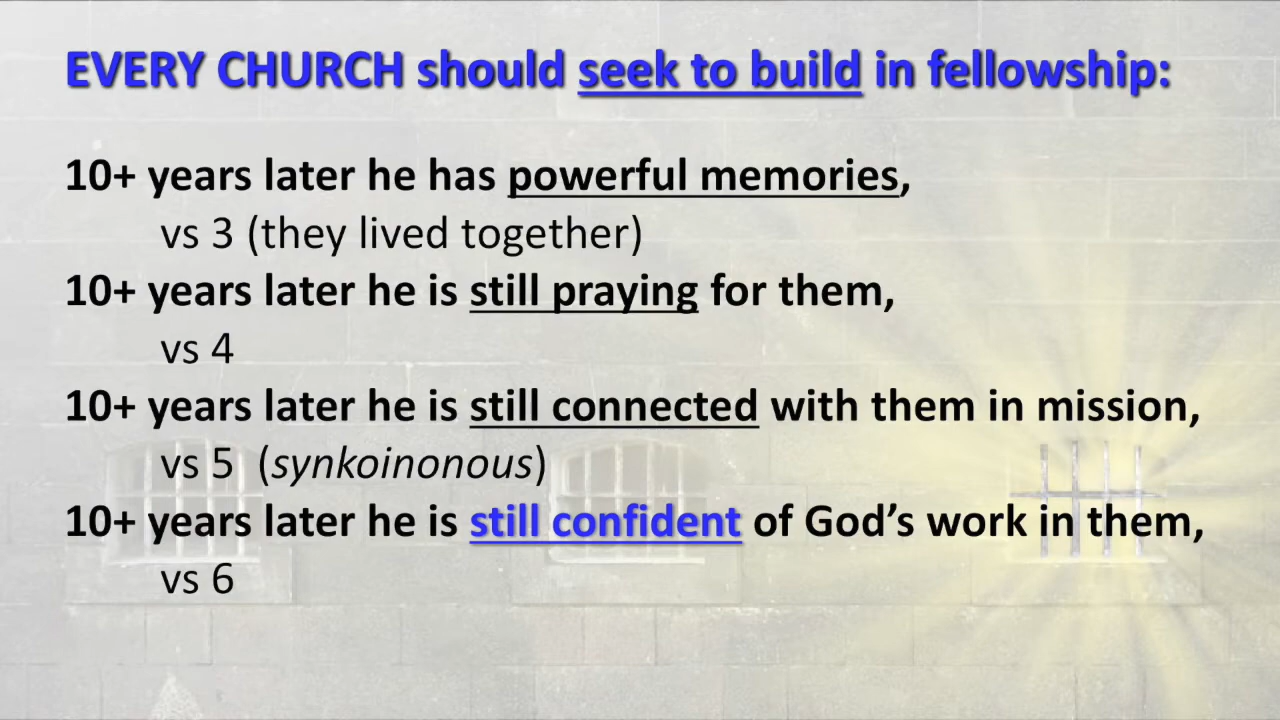 EVERY CHURCH should seek to build in fellowship:
10+ years later he has powerful memories,
vs 3 (they lived together)
10+ years later he is still praying for them,
vs 4
10+ years later he is still connected with them in mission,
vs 5 (synkoinonous)
10+ years later he is still confident of God’s work in them,
vs 6